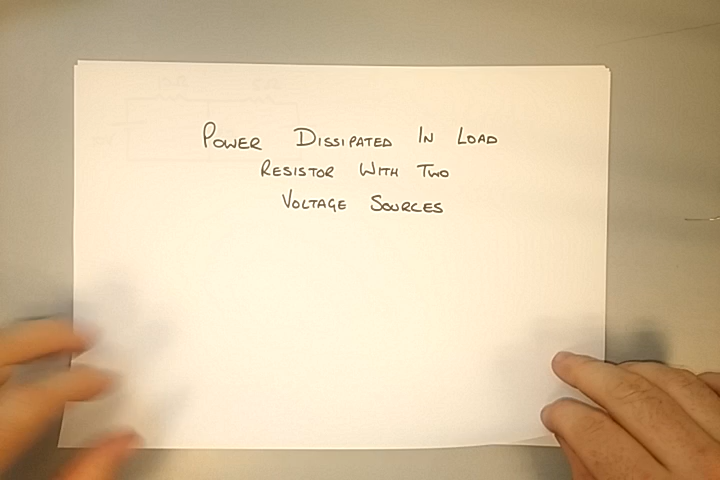 Power Dissipated In Load
Resistor With Two
Voltage Sources